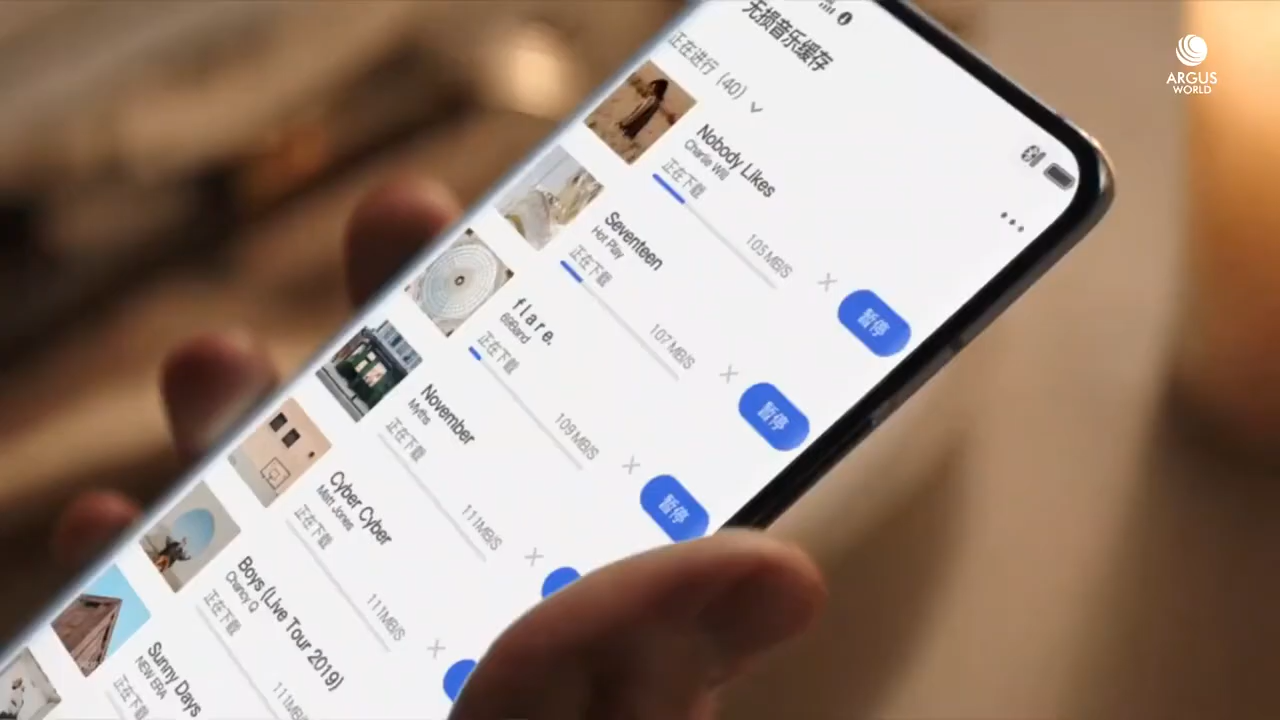 无损音乐缓存
正在进行（40）
Nobody Likes
Charlie Will
正在下载
105 MB/S
暂停
Seventeen
Hot Play
正在下载
107 MB/S
暂停
flare.
69Band
正在下载
109 MB/S
暂停
November
Myths
正在下载
111MB/S
Cyber Cyber
Matt Jones
正在下载
111MB/S
Boys (Live Tour 2019)
Chancy Q
正在下载
111MB/S
Sunny Days
NEW ERA
正在下载
ARGUS
WORLD